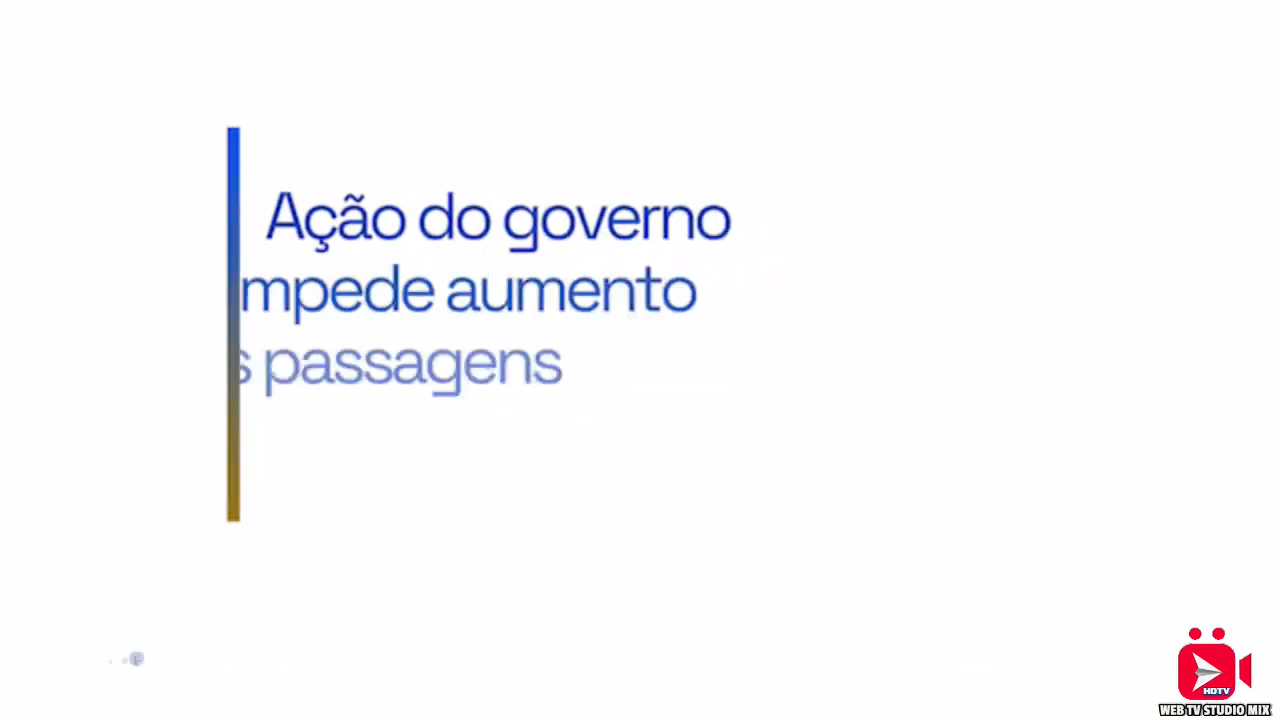 Ação do governo
mpede aumento
s passagens
HDTV
WEB TV STUDIO MIX